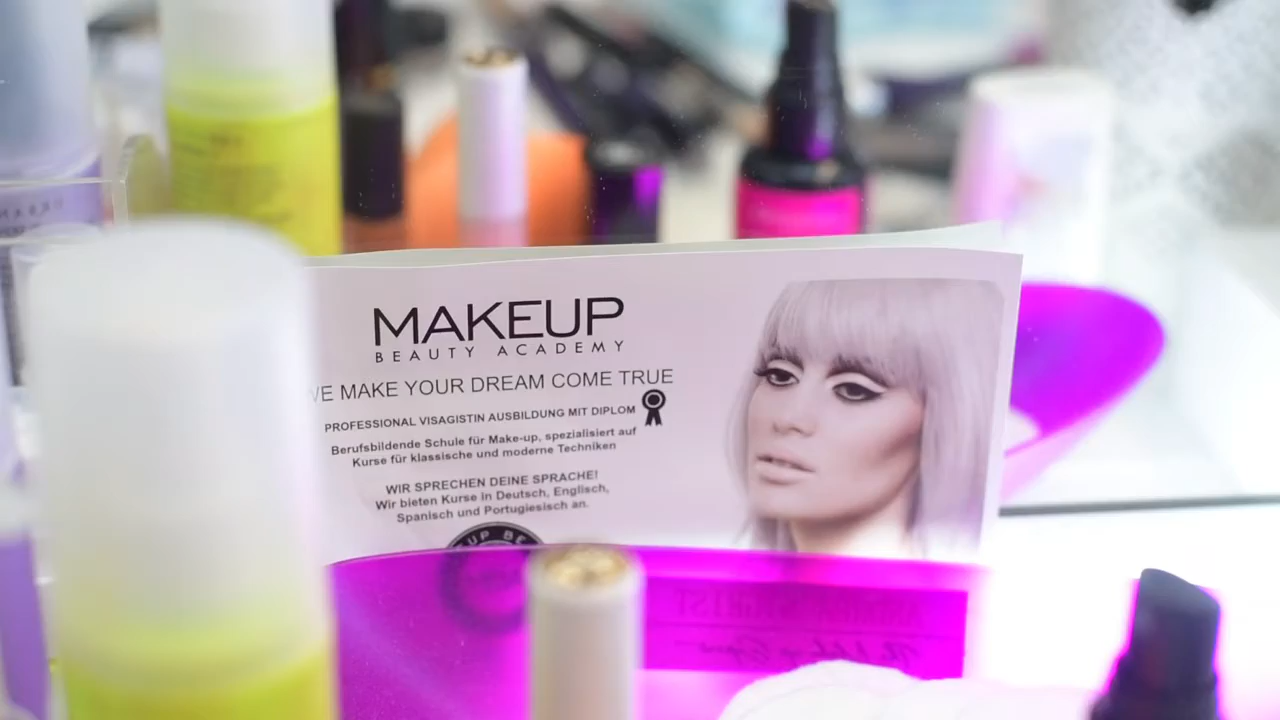 MAKEUP
BEAUTY ACADEMY
WE MAKE YOUR DREAM COME TRUE
PROFESSIONAL VISAGISTIN AUSBILDUNG MIT DIPLOM
Berufsbildende Schule für Make-up, spezialisiert auf
Kurse für klassische und moderne Techniken
WIR SPRECHEN DEINE SPRACHE!
Wir bieten Kurse in Deutsch, Englisch,
Spanisch und Portugiesisch an.